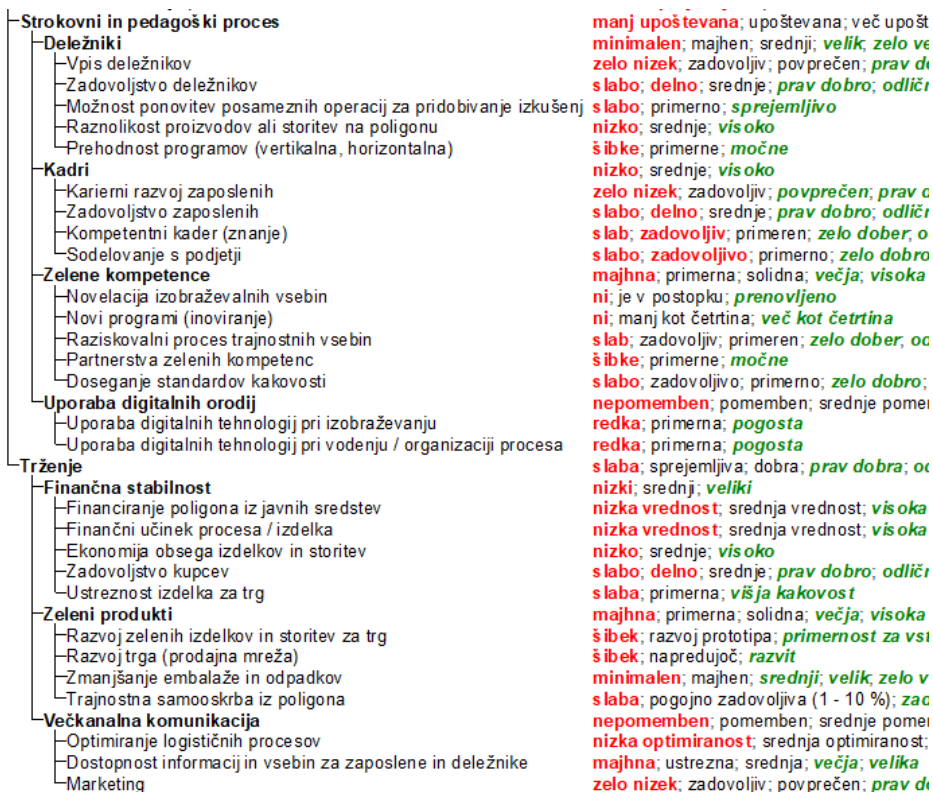 Strokovni in pedagoški proces manj upoštevana; upoštevana; več
Deležniki minimalen; majhen; srednji; velik; zelo
Vpis deležnikov zelo nizek; zadovoljiv; povprečen; prav
Zadovoljstvo deležnikov slabo; delno; srednje; prav dobro;
Možnost ponovitev posameznih operacij za pridobivanje izkušenj slabo; primerno; sprejemljivo
Raznolikost proizvodov ali storitev na poligonu nizko; srednje; visoko
Prehodnost programov (vertikalna, horizontalna) šibke; primerne; močne
Kadri nizko; srednje; visoko
Karierni razvoj zaposlenih zelo nizek; zadovoljiv; povprečen; prav
Zadovoljstvo zaposlenih slabo; delno; srednje; prav dobro;
Kompetentni kader (znanje) slab; zadovoljiv; primeren; zelo dober;
Sodelovanje s podjetji slabo; zadovoljivo; primerno; zelo dobro
Zelene kompetence majhna; primerna; solidna; večja; visoka
Novelacija izobraževalnih vsebin ni; je v postopku; prenovljeno
Novi programi (inoviranje) ni; manj kot četrtina; več kot četrtina
Raziskovalni proces trajnostnih vsebin slab; zadovoljiv; primeren; zelo dober;
Partnerstva zelenih kompetenc šibke; primerne; močne
Doseganje standardov kakovosti slabo; zadovoljivo; primerno; zelo dobro;
Uporaba digitalnih orodij nepomemben; pomemben; srednje
Uporaba digitalnih tehnologij pri izobraževanju redka; primerna; pogosta
Uporaba digitalnih tehnologij pri vodenju / organizaciji procesa redka; primerna; pogosta
Trženje slaba; sprejemljiva; dobra; prav dobra;
Finančna stabilnost nizki; srednji; veliki
Financiranje poligona iz javnih sredstev nizka vrednost; srednja vrednost; visoka
Finančni učinek procesa / izdelka nizka vrednost; srednja vrednost; visoka
Ekonomija obsega izdelkov in storitev nizko; srednje; visoko
Zadovoljstvo kupcev slabo; delno; srednje; prav dobro;
Ustreznost izdelka za trg slaba; primerna; višja kakovost
Zeleni produkti majhna; primerna; solidna; večja; visoka
Razvoj zelenih izdelkov in storitev za trg šibek; razvoj prototipa; primernost za
Razvoj trga (prodajna mreža) šibek; napredujoč; razvit
Zmanjšanje embalaže in odpadkov minimalen; majhen; srednji; velik; zelo
Trajnostna samooskrba iz poligona slaba; pogojno zadovoljiva (1 - 10 %);
Večkanalna komunikacija nepomemben; pomemben; srednje
Optimiranje logističnih procesov nizka optimiranost; srednja optimiranost;
Dostopnost informacij in vsebin za zaposlene in deležnike majhna; ustrezna; srednja; večja; velika
Marketing zelo nizek; zadovoljiv; povprečen; prav